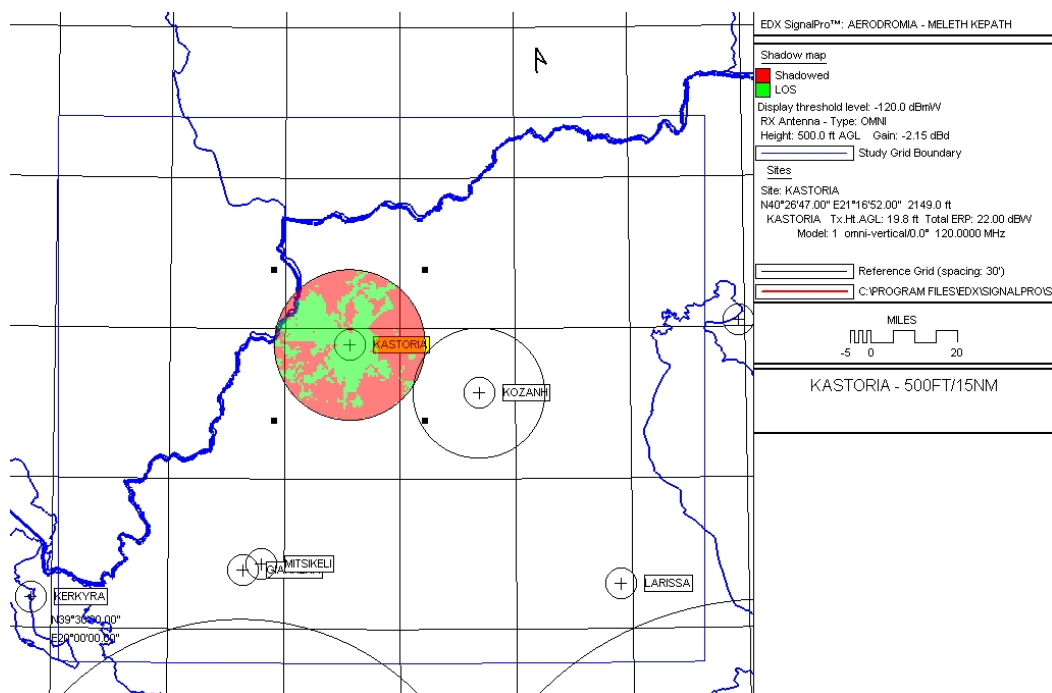 EDX SignalPro™: AERODROMIA - MELETH KEPATH
Shadow map
Shadowed
LOS
Display threshold level: -120.0 dBmW
RX Antenna - Type: OMNI
Height: 500.0 ft AGL Gain: -2.15 dBd
Study Grid Boundary
Sites
Site: KASTORIA
N40°26'47.00" E21°16'52.00" 2149.0 ft
KASTORIA Tx.Ht.AGL: 19.8 ft Total ERP: 22.00 dBW
Model: 1 omni-vertical/0.0° 120.0000 MHz
Reference Grid (spacing: 30')
C:\PROGRAM FILES\EDX\SIGNALPRO\S
MILES
-5 0 20
KASTORIA - 500FT/15NM
KASTORIA
KOZANH
MITSIKELI
LARISSA
KERKYRA
N39°30'00.00"
E20°00'00.00"